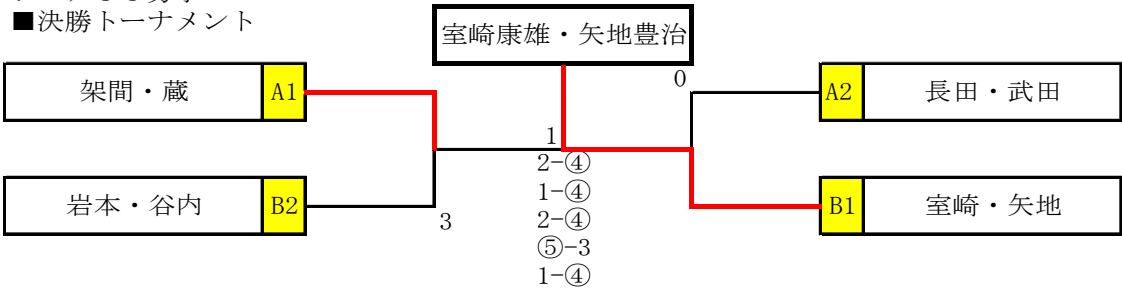 ■決勝トーナメント
室崎康雄・矢地豊治
架間・蔵 A1
0
A2 長田・武田
1
2-④
1-④
2-④
⑤-3
1-④
岩本・谷内 B2
3
B1 室崎・矢地